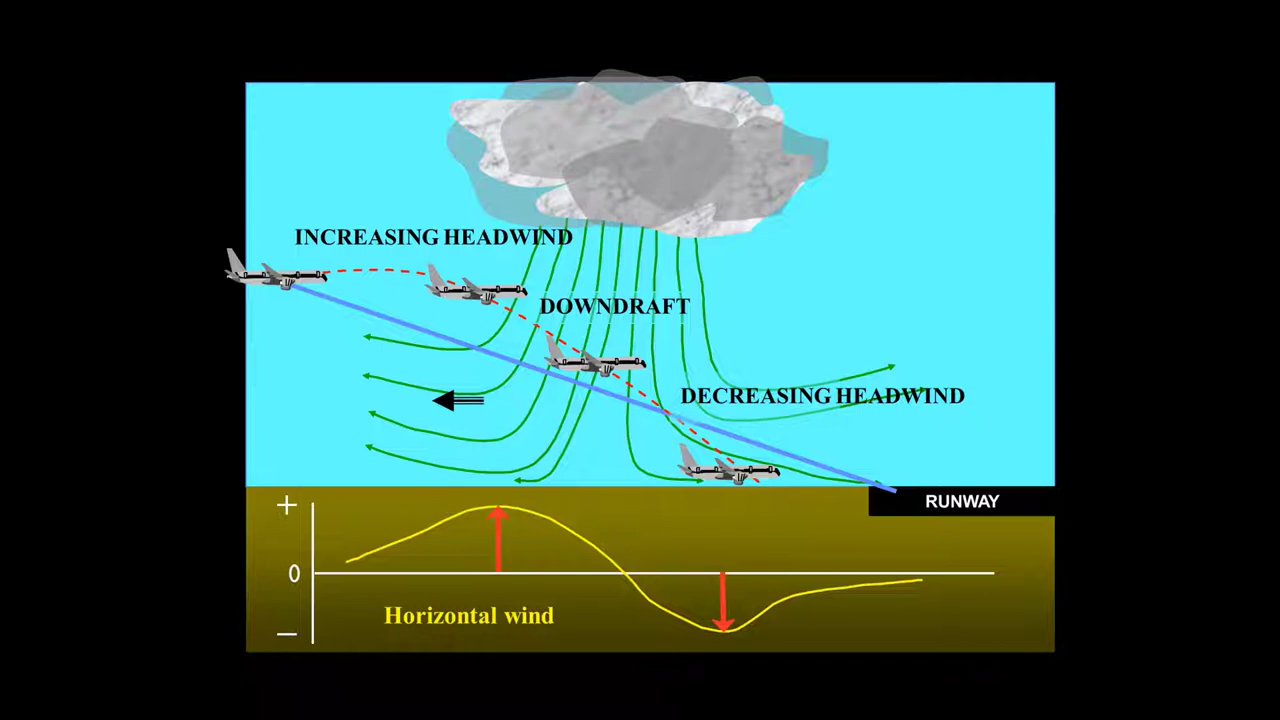 INCREASING HEADWIND
DOWNDRAFT
DECREASING HEADWIND
RUNWAY
+
0
Horizontal wind
—